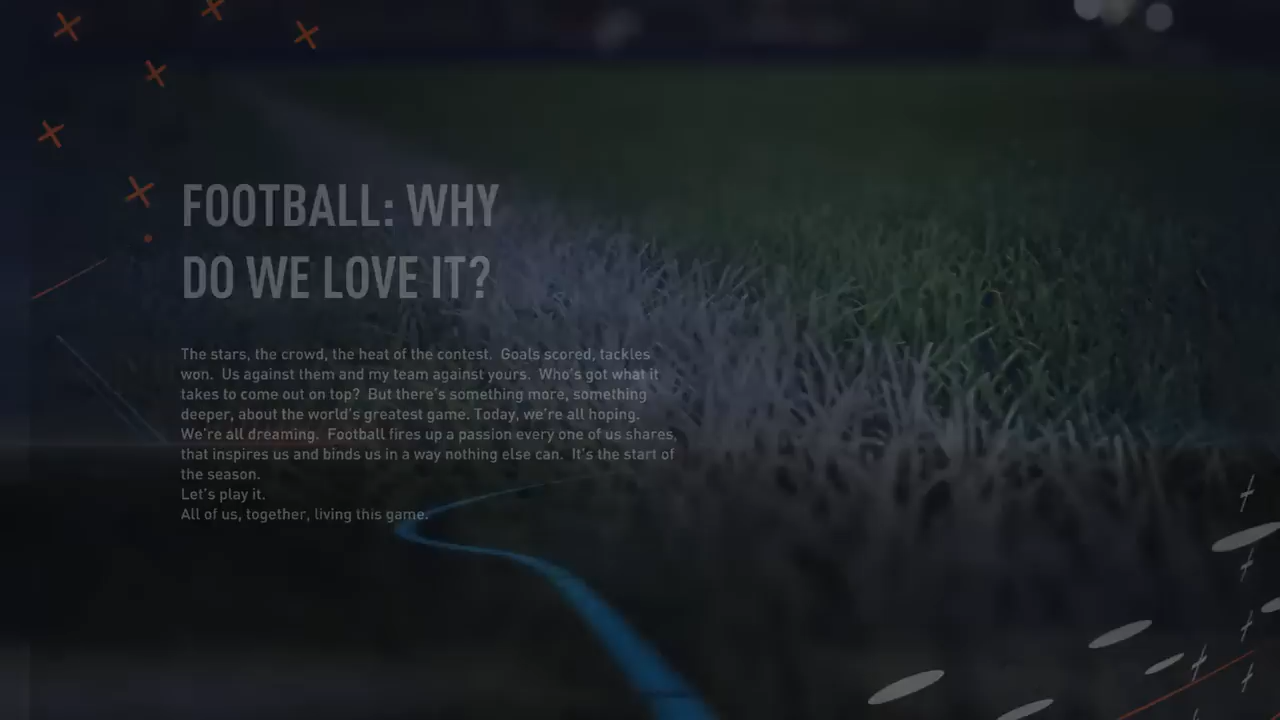 FOOTBALL: WHY
DO WE LOVE IT?
The stars, the crowd, the heat of the contest.  Goals scored, tackles
won.  Us against them and my team against yours.  Who's got what it
takes to come out on top?  But there's something more, something
deeper, about the world's greatest game. Today, we're all hoping.
We're all dreaming.  Football fires up a passion every one of us shares,
that inspires us and binds us in a way nothing else can.  It's the start of
the season.
Let's play it.
All of us, together, living this game.